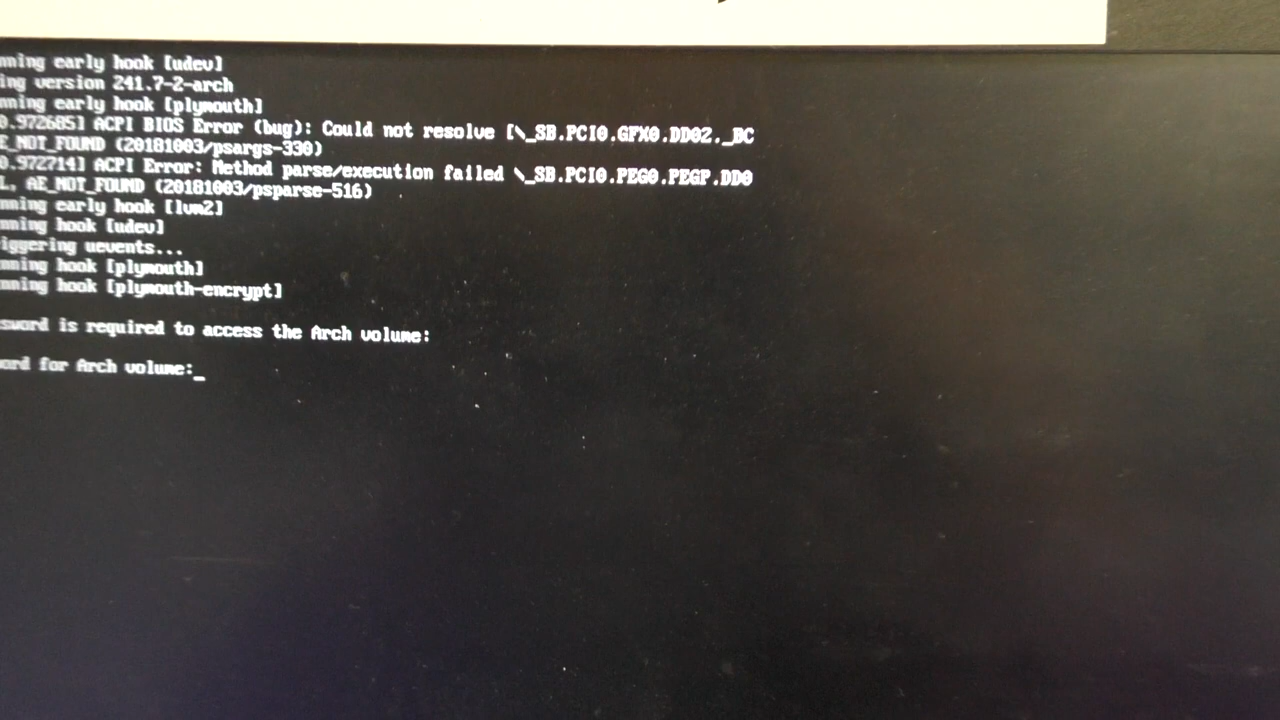 nning early hook [udev]
ing version 241.7-2-arch
nning early hook [plymouth]
0.972685] ACPI BIOS Error (bug): Could not resolve [\_SB.PCI0.GFX0.DD02._BC
E_NOT_FOUND (20181003/psargs-330)
0.972714] ACPI Error: Method parse/execution failed \_SB.PCI0.PEG0.PEGP.DD0
L, AE_NOT_FOUND (20181003/psparse-516)
nning early hook [lvm2]
nning hook [udev]
iggering uevents...
nning hook [plymouth]
nning hook [plymouth-encrypt]
sword is required to access the Arch volume:
ord for Arch volume:_